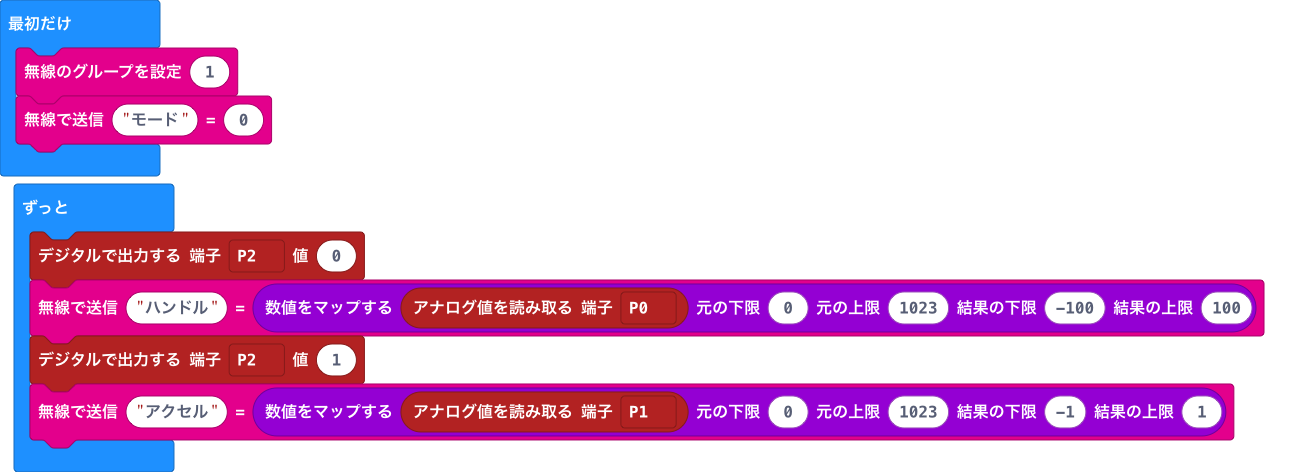 最初だけ
無線のグループを設定 1
無線で送信 "モード" = 0
ずっと
デジタルで出力する 端子 P2 値 0
無線で送信 "ハンドル" = 数値をマップする アナログ値を読み取る 端子 P0 元の下限 0 元の上限 1023 結果の下限 -100 結果の上限 100
デジタルで出力する 端子 P2 値 1
無線で送信 "アクセル" = 数値をマップする アナログ値を読み取る 端子 P1 元の下限 0 元の上限 1023 結果の下限 -1 結果の上限 1